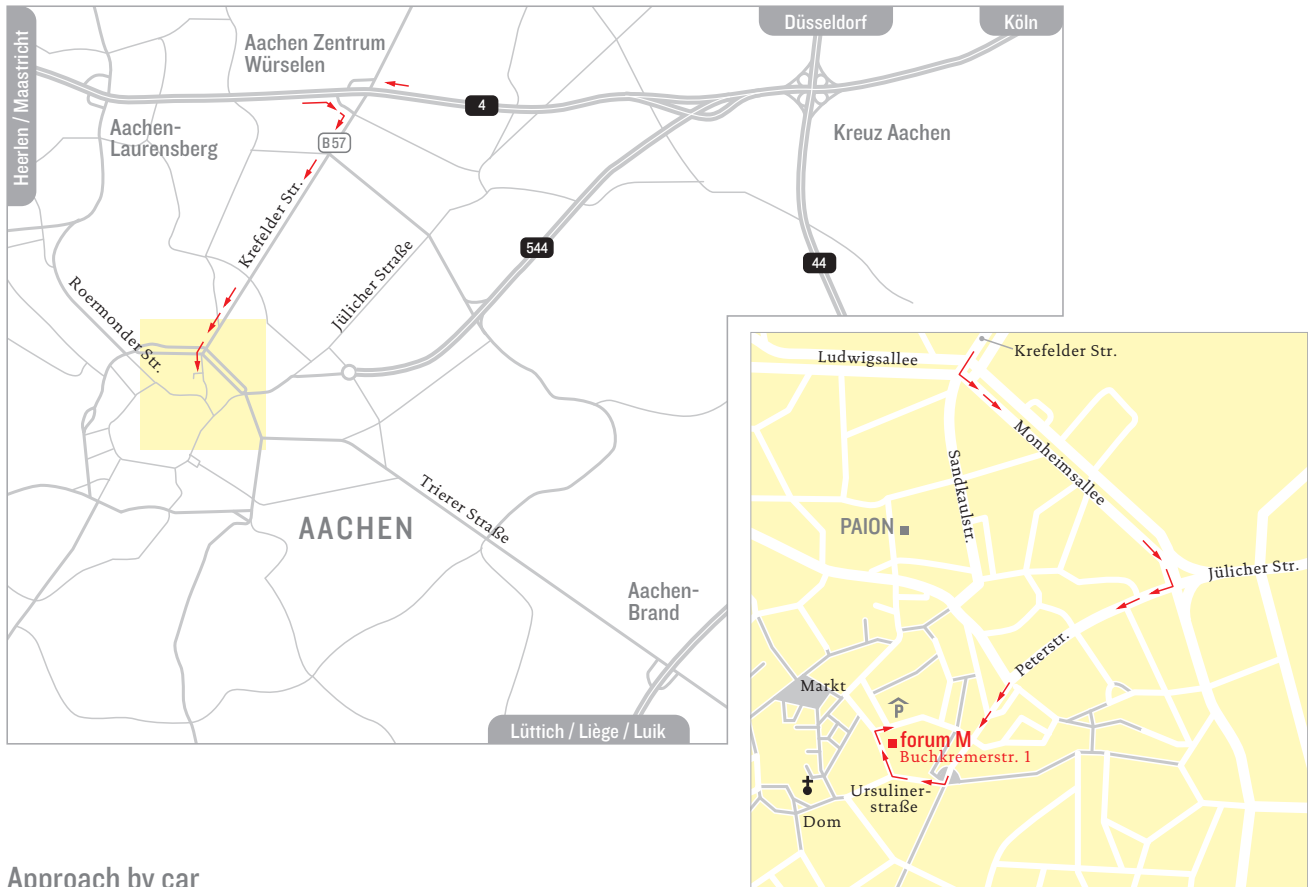 Düsseldorf
Köln
Heerlen / Maastricht
Aachen Zentrum
Würselen
4
Aachen-
Laurensberg
B57
Kreuz Aachen
Krefelder Str.
544
44
Jülicher Straße
Roermonder Str.
AACHEN
Trierer Straße
Aachen-
Brand
Lüttich / Liège / Luik
Ludwigsallee
Krefelder Str.
Monheimsallee
Sandkaulstr.
PAION
Jülicher Str.
Peterstr.
Markt
P
forum M
Buchkremerstr. 1
Ursuliner-
straße
Dom
Approach by car